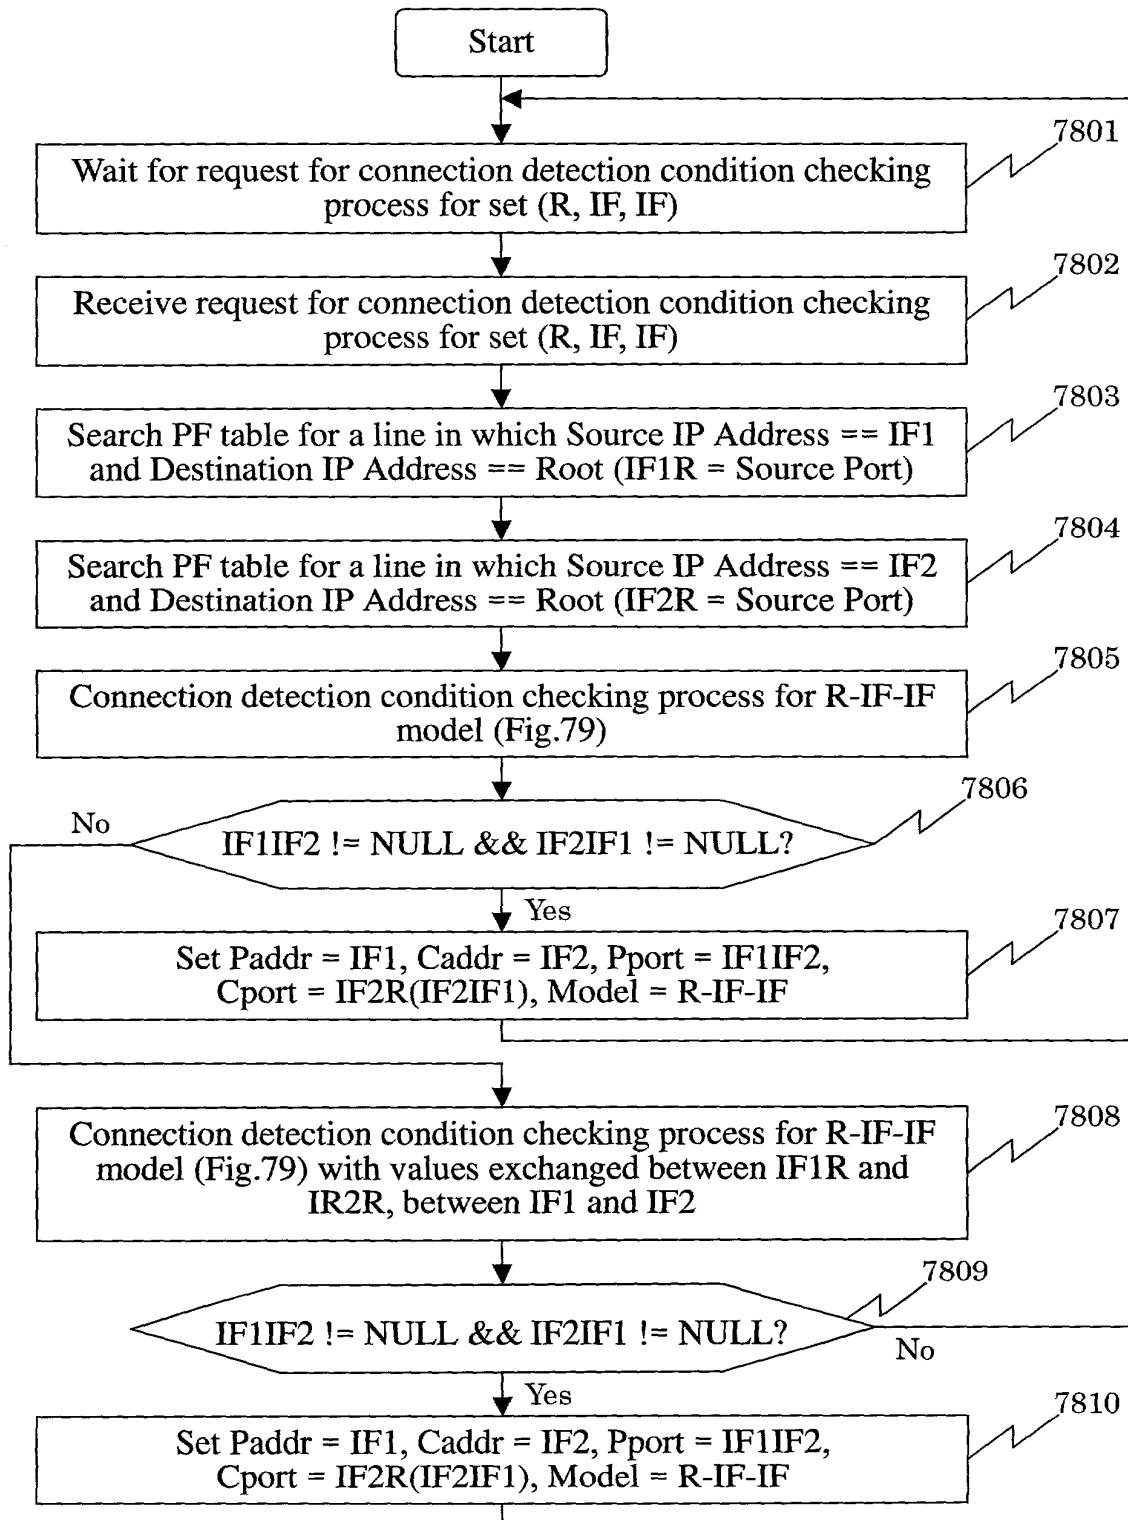 Start
7801
Wait for request for connection detection condition checking
process for set (R, IF, IF)
7802
Receive request for connection detection condition checking
process for set (R, IF, IF)
7803
Search PF table for a line in which Source IP Address == IF1
and Destination IP Address == Root (IF1R = Source Port)
7804
Search PF table for a line in which Source IP Address == IF2
and Destination IP Address == Root (IF2R = Source Port)
7805
Connection detection condition checking process for R-IF-IF
model (Fig.79)
7806
No
IF1IF2 != NULL && IF2IF1 != NULL?
Yes
7807
Set Paddr = IF1, Caddr = IF2, Pport = IF1IF2,
Cport = IF2R(IF2IF1), Model = R-IF-IF
7808
Connection detection condition checking process for R-IF-IF
model (Fig.79) with values exchanged between IF1R and
IR2R, between IF1 and IF2
7809
IF1IF2 != NULL && IF2IF1 != NULL?
No
Yes
7810
Set Paddr = IF1, Caddr = IF2, Pport = IF1IF2,
Cport = IF2R(IF2IF1), Model = R-IF-IF